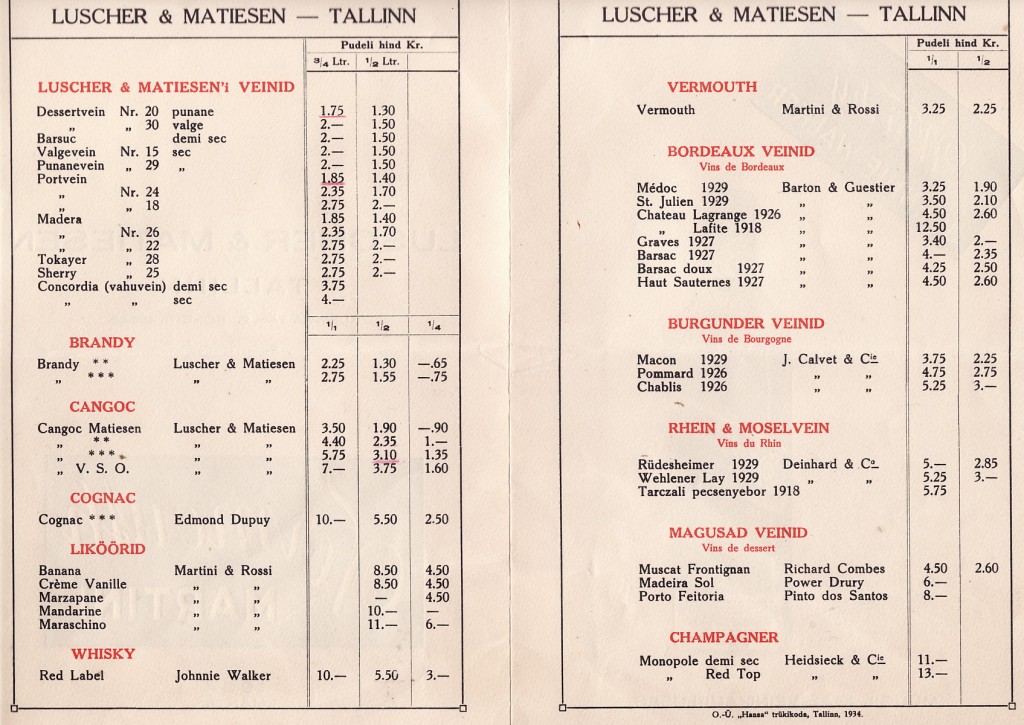 LUSCHER & MATIESEN — TALLINN
Pudeli hind Kr.
3/4 Ltr. 1/2 Ltr.
LUSCHER & MATIESEN'i VEINID
Dessertvein Nr. 20 punane 1.75 1.30
„ „ 30 valge 2.— 1.50
Barsuc demi sec 2.— 1.50
Valgevein Nr. 15 sec 2.— 1.50
Punanevein „ 29 „ 2.— 1.50
Portvein 1.85 1.40
„ Nr. 24 2.35 1.70
„ „ 18 2.75 2.—
Madera 1.85 1.40
„ Nr. 26 2.35 1.70
„ „ 22 2.75 2.—
Tokayer „ 28 2.75 2.—
Sherry „ 25 2.75 2.—
Concordia (vahuvein) demi sec 3.75
„ „ sec 4.—
1/1 1/2 1/4
BRANDY
Brandy ** Luscher & Matiesen 2.25 1.30 —.65
„ *** „ „ 2.75 1.55 —.75
CANGOC
Cangoc Matiesen Luscher & Matiesen 3.50 1.90 —.90
„ ** „ „ 4.40 2.35 1.—
„ *** „ „ 5.75 3.10 1.35
„ V. S. O. „ „ 7.— 3.75 1.60
COGNAC
Cognac *** Edmond Dupuy 10.— 5.50 2.50
LIKÖÖRID
Banana Martini & Rossi 8.50 4.50
Crème Vanille „ „ 8.50 4.50
Marzapane „ „ — 4.50
Mandarine „ „ 10.— —
Maraschino „ „ 11.— 6.—
WHISKY
Red Label Johnnie Walker 10.— 5.50 3.—
LUSCHER & MATIESEN — TALLINN
Pudeli hind Kr.
1/1 1/2
VERMOUTH
Vermouth Martini & Rossi 3.25 2.25
BORDEAUX VEINID
Vins de Bordeaux
Médoc 1929 Barton & Guestier 3.25 1.90
St. Julien 1929 „ „ 3.50 2.10
Chateau Lagrange 1926 „ „ 4.50 2.60
„ Lafite 1918 „ „ 12.50
Graves 1927 „ „ 3.40 2.—
Barsac 1927 „ „ 4.— 2.35
Barsac doux 1927 „ „ 4.25 2.50
Haut Sauternes 1927 „ „ 4.50 2.60
BURGUNDER VEINID
Vins de Bourgogne
Macon 1929 J. Calvet & Cie 3.75 2.25
Pommard 1926 „ „ 4.75 2.75
Chablis 1926 „ „ 5.25 3.—
RHEIN & MOSELVEIN
Vins du Rhin
Rüdesheimer 1929 Deinhard & Co. 5.— 2.85
Wehlener Lay 1929 „ „ 5.25 3.—
Tarczali pecsenyebor 1918 5.75
MAGUSAD VEINID
Vins de dessert
Muscat Frontignan Richard Combes 4.50 2.60
Madeira Sol Power Drury 6.—
Porto Feitoria Pinto dos Santos 8.—
CHAMPAGNER
Monopole demi sec Heidsieck & Cie 11.—
„ Red Top „ „ 13.—
O.-Ü. „Hansa" trükikoda, Tallinn, 1934.